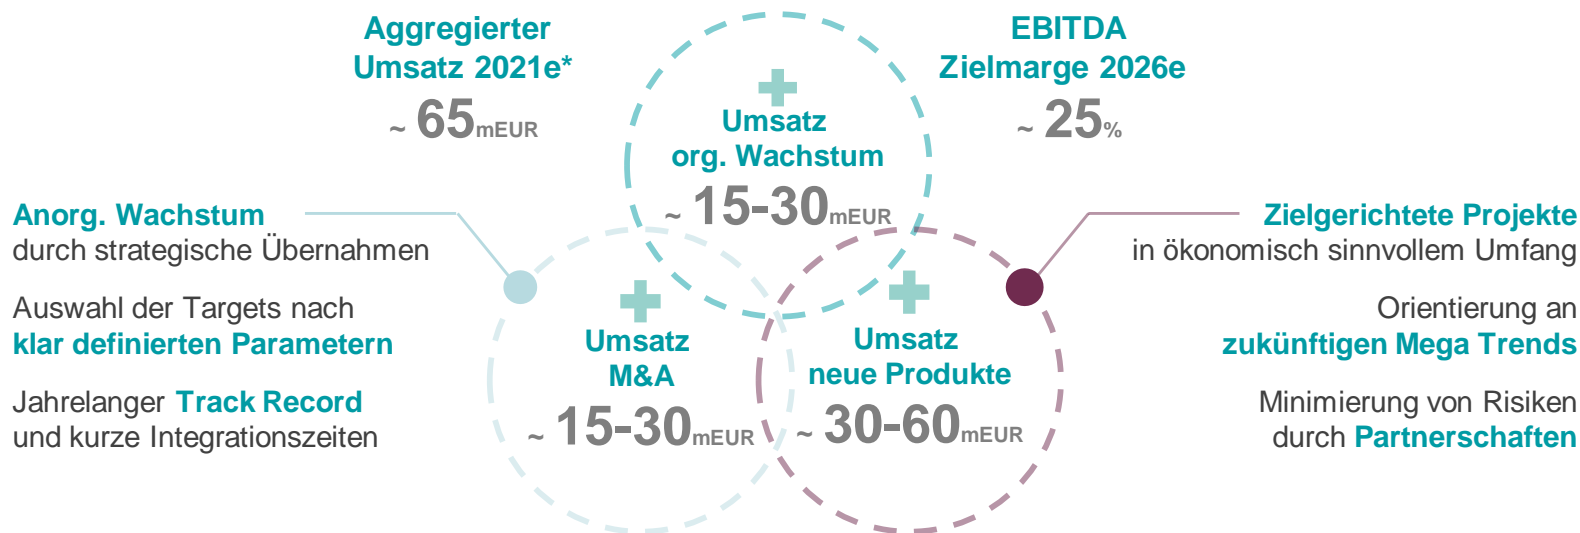 Aggregierter
Umsatz 2021e*
~ 65mEUR
EBITDA
Zielmarge 2026e
~ 25%
Umsatz
org. Wachstum
~ 15-30mEUR
Anorg. Wachstum
durch strategische Übernahmen
Auswahl der Targets nach
klar definierten Parametern
Jahrelanger Track Record
und kurze Integrationszeiten
Umsatz
M&A
~ 15-30mEUR
Umsatz
neue Produkte
~ 30-60mEUR
Zielgerichtete Projekte
in ökonomisch sinnvollem Umfang
Orientierung an
zukünftigen Mega Trends
Minimierung von Risiken
durch Partnerschaften